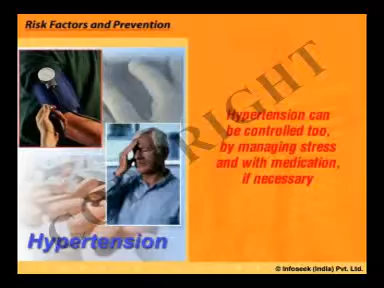 Risk Factors and Prevention
Hypertension can
be controlled too,
by managing stress
and with medication,
if necessary
Hypertension
COPYRIGHT
© Infoseek (India) Pvt. Ltd.